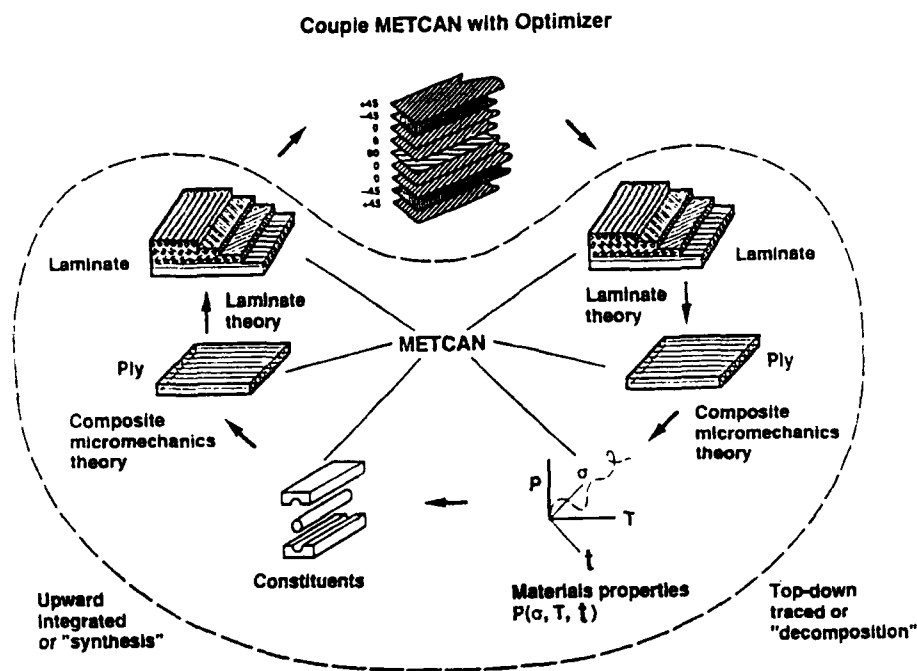 Couple METCAN with Optimizer
+45
-45
0
0
90
0
0
-45
+45
Laminate
Laminate
theory
Ply
Composite
micromechanics
theory
Constituents
METCAN
Laminate
Laminate
theory
Ply
Composite
micromechanics
theory
P
σ
T
t
Materials properties
P(σ, T, t)
Upward
integrated
or "synthesis"
Top-down
traced or
"decomposition"